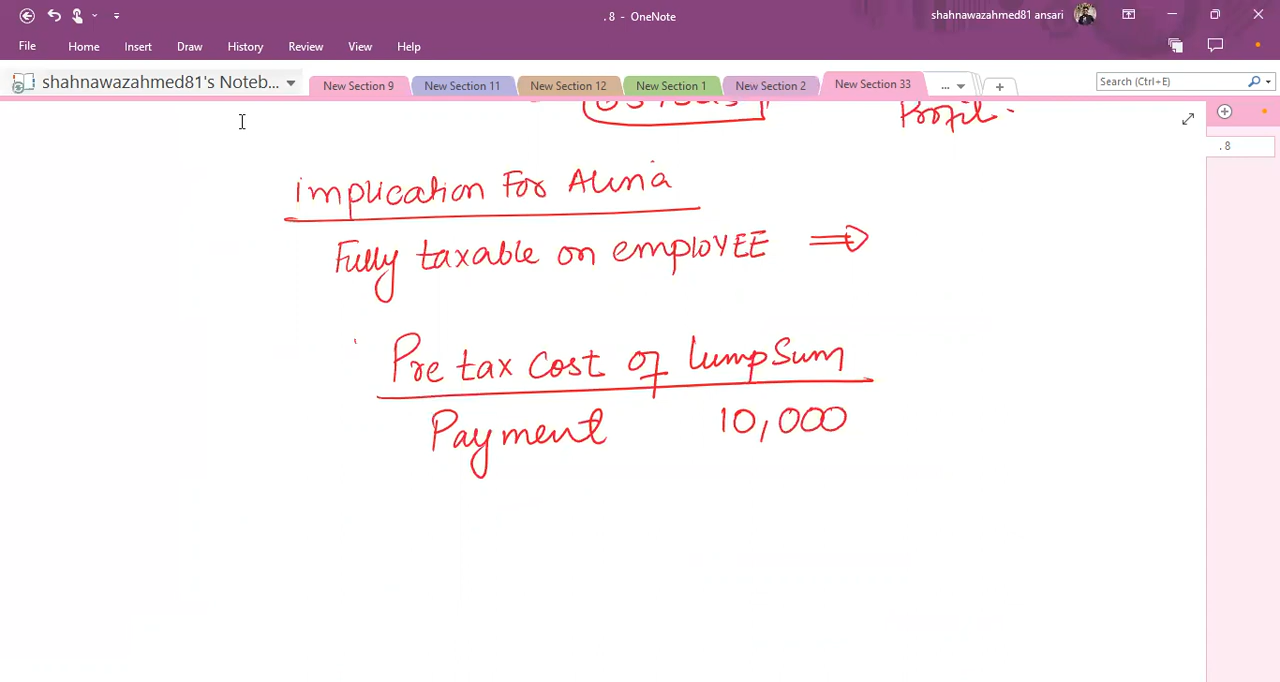 . 8 - OneNote
shahnawazahmed81 ansari
File Home Insert Draw History Review View Help
shahnawazahmed81's Noteb... New Section 9 New Section 11 New Section 12 New Section 1 New Section 2 New Section 33 ... + Search (Ctrl+E)
. 8
Profit
implication For Alina
Fully taxable on employEE ⇒
Pre tax Cost of lumpSum
Payment 10,000